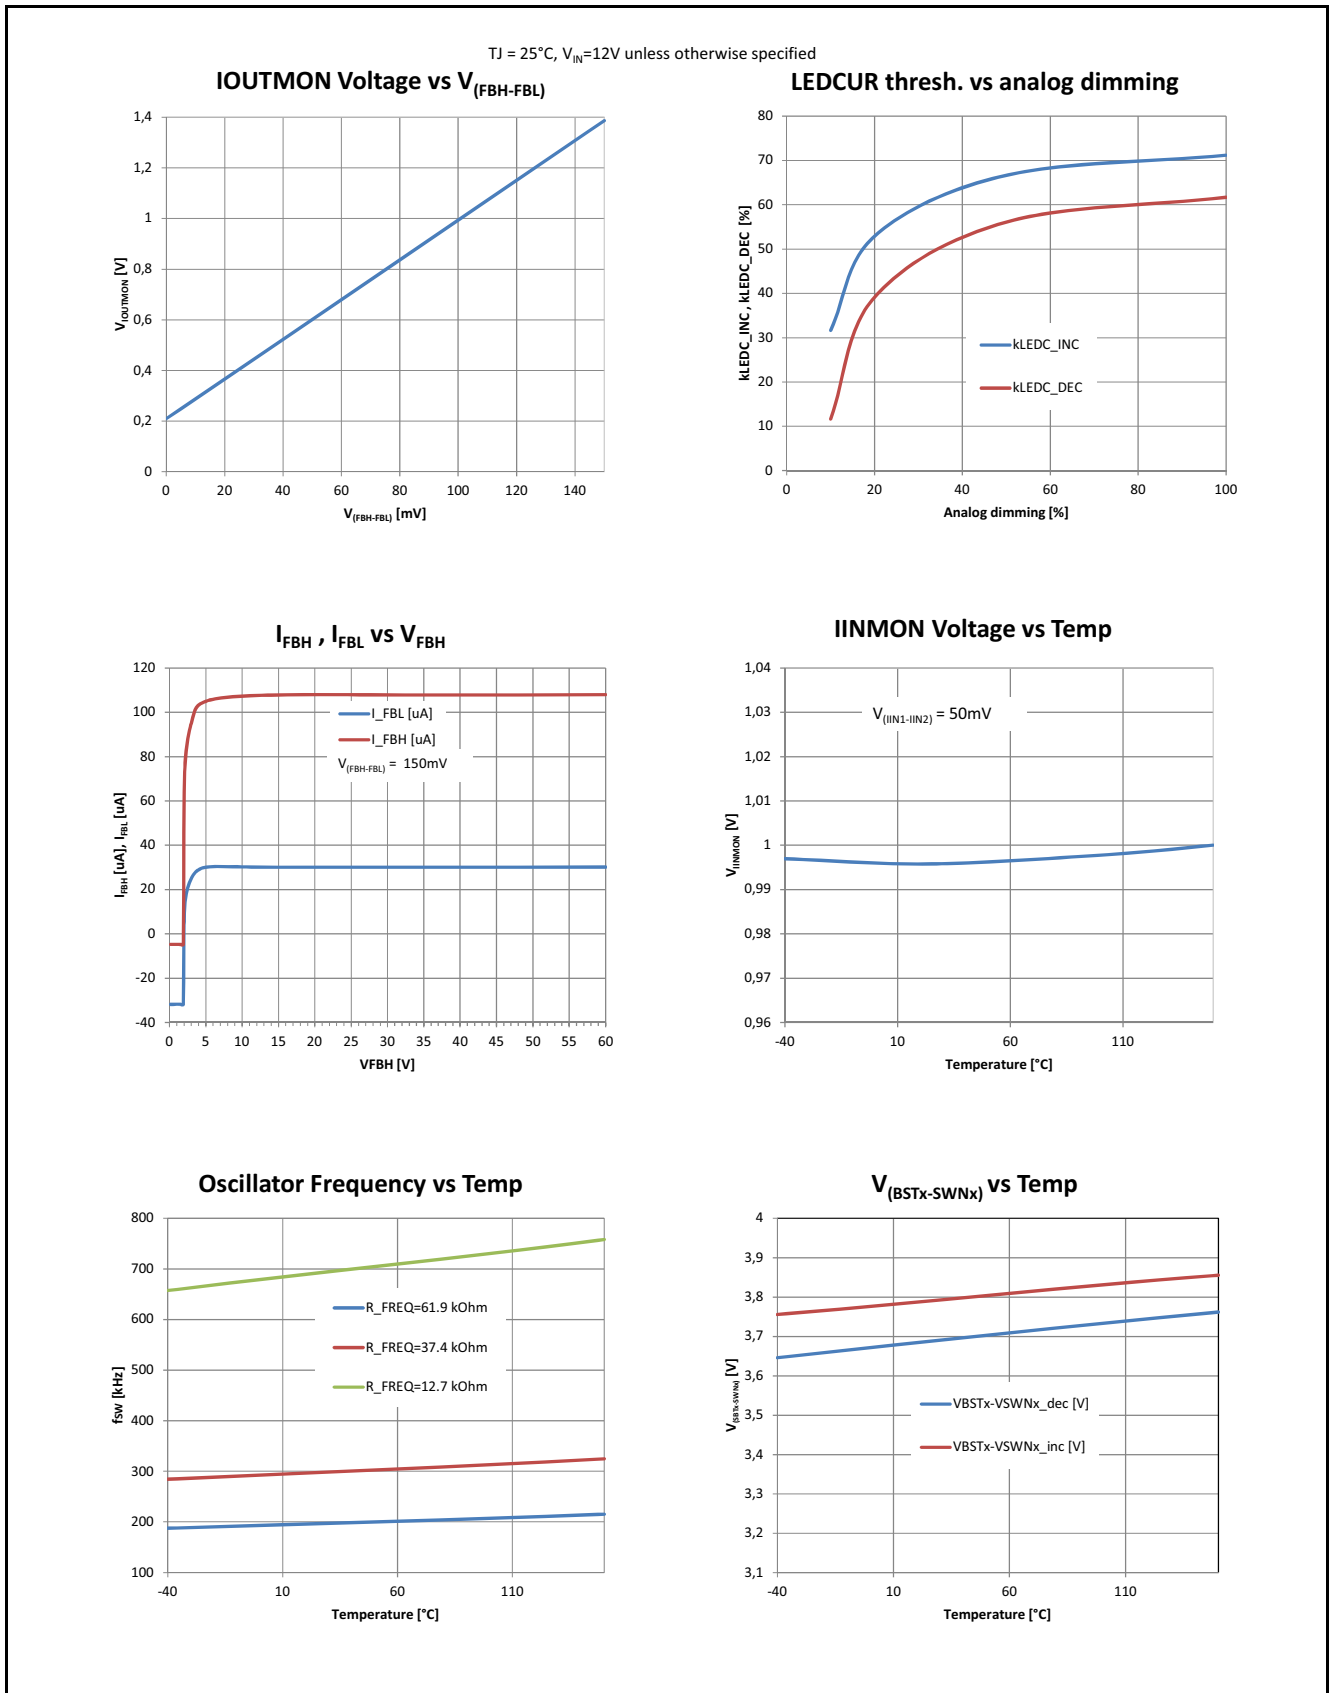 TJ = 25°C, VIN=12V unless otherwise specified
IOUTMON Voltage vs V(FBH-FBL)
1,4
1,2
1
0,8
0,6
0,4
0,2
0
VIOUTMON [V]
0 20 40 60 80 100 120 140
V(FBH-FBL) [mV]
LEDCUR thresh. vs analog dimming
80
70
60
50
40
30
20
10
0
kLEDC_INC , kLEDC_DEC [%]
kLEDC_INC
kLEDC_DEC
0 20 40 60 80 100
Analog dimming [%]
IFBH , IFBL vs VFBH
120
100
80
60
40
20
0
-20
-40
IFBH [uA], IFBL [uA]
I_FBL [uA]
I_FBH [uA]
V(FBH-FBL) = 150mV
0 5 10 15 20 25 30 35 40 45 50 55 60
VFBH [V]
IINMON Voltage vs Temp
1,04
1,03
1,02
1,01
1
0,99
0,98
0,97
0,96
VIINMON [V]
V(IIN1-IIN2) = 50mV
-40 10 60 110
Temperature [°C]
Oscillator Frequency vs Temp
800
700
600
500
400
300
200
100
fsw [kHz]
R_FREQ=61.9 kOhm
R_FREQ=37.4 kOhm
R_FREQ=12.7 kOhm
-40 10 60 110
Temperature [°C]
V(BSTx-SWNx) vs Temp
4
3,9
3,8
3,7
3,6
3,5
3,4
3,3
3,2
3,1
V(SBTx-SWNx) [V]
VBSTx-VSWNx_dec [V]
VBSTx-VSWNx_inc [V]
-40 10 60 110
Temperature [°C]